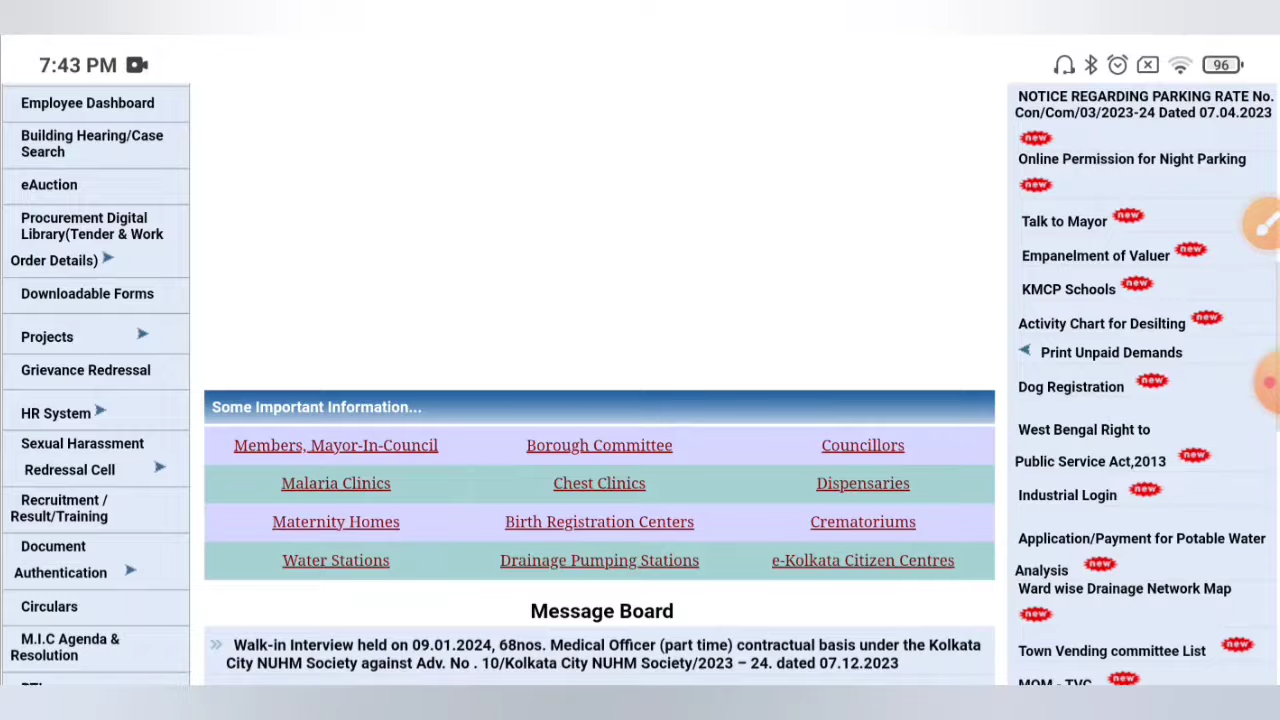 7:43 PM
96
Employee Dashboard
Building Hearing/Case
Search
eAuction
Procurement Digital
Library(Tender & Work
Order Details)
Downloadable Forms
Projects
Grievance Redressal
HR System
Sexual Harassment
Redressal Cell
Recruitment /
Result/Training
Document
Authentication
Circulars
M.I.C Agenda &
Resolution
Some Important Information...
Members, Mayor-In-Council Borough Committee Councillors
Malaria Clinics Chest Clinics Dispensaries
Maternity Homes Birth Registration Centers Crematoriums
Water Stations Drainage Pumping Stations e-Kolkata Citizen Centres
Message Board
Walk-in Interview held on 09.01.2024, 68nos. Medical Officer (part time) contractual basis under the Kolkata
City NUHM Society against Adv. No . 10/Kolkata City NUHM Society/2023 – 24. dated 07.12.2023
NOTICE REGARDING PARKING RATE No.
Con/Com/03/2023-24 Dated 07.04.2023
new
Online Permission for Night Parking
new
Talk to Mayor new
Empanelment of Valuer new
KMCP Schools new
Activity Chart for Desilting new
Print Unpaid Demands
Dog Registration new
West Bengal Right to
Public Service Act,2013 new
Industrial Login new
Application/Payment for Potable Water
Analysis new
Ward wise Drainage Network Map
new
Town Vending committee List new
MOM - TVC new